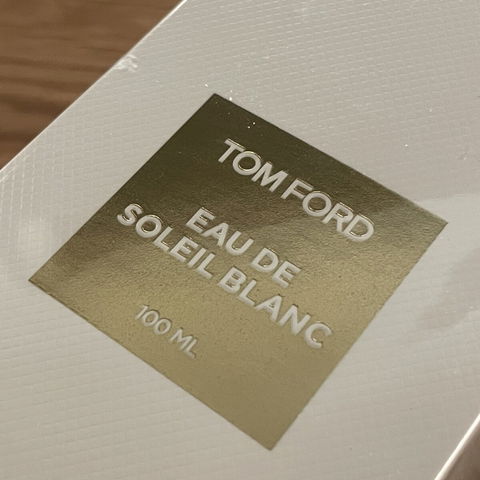 TOM FORD
EAU DE
SOLEIL BLANC
100 ML